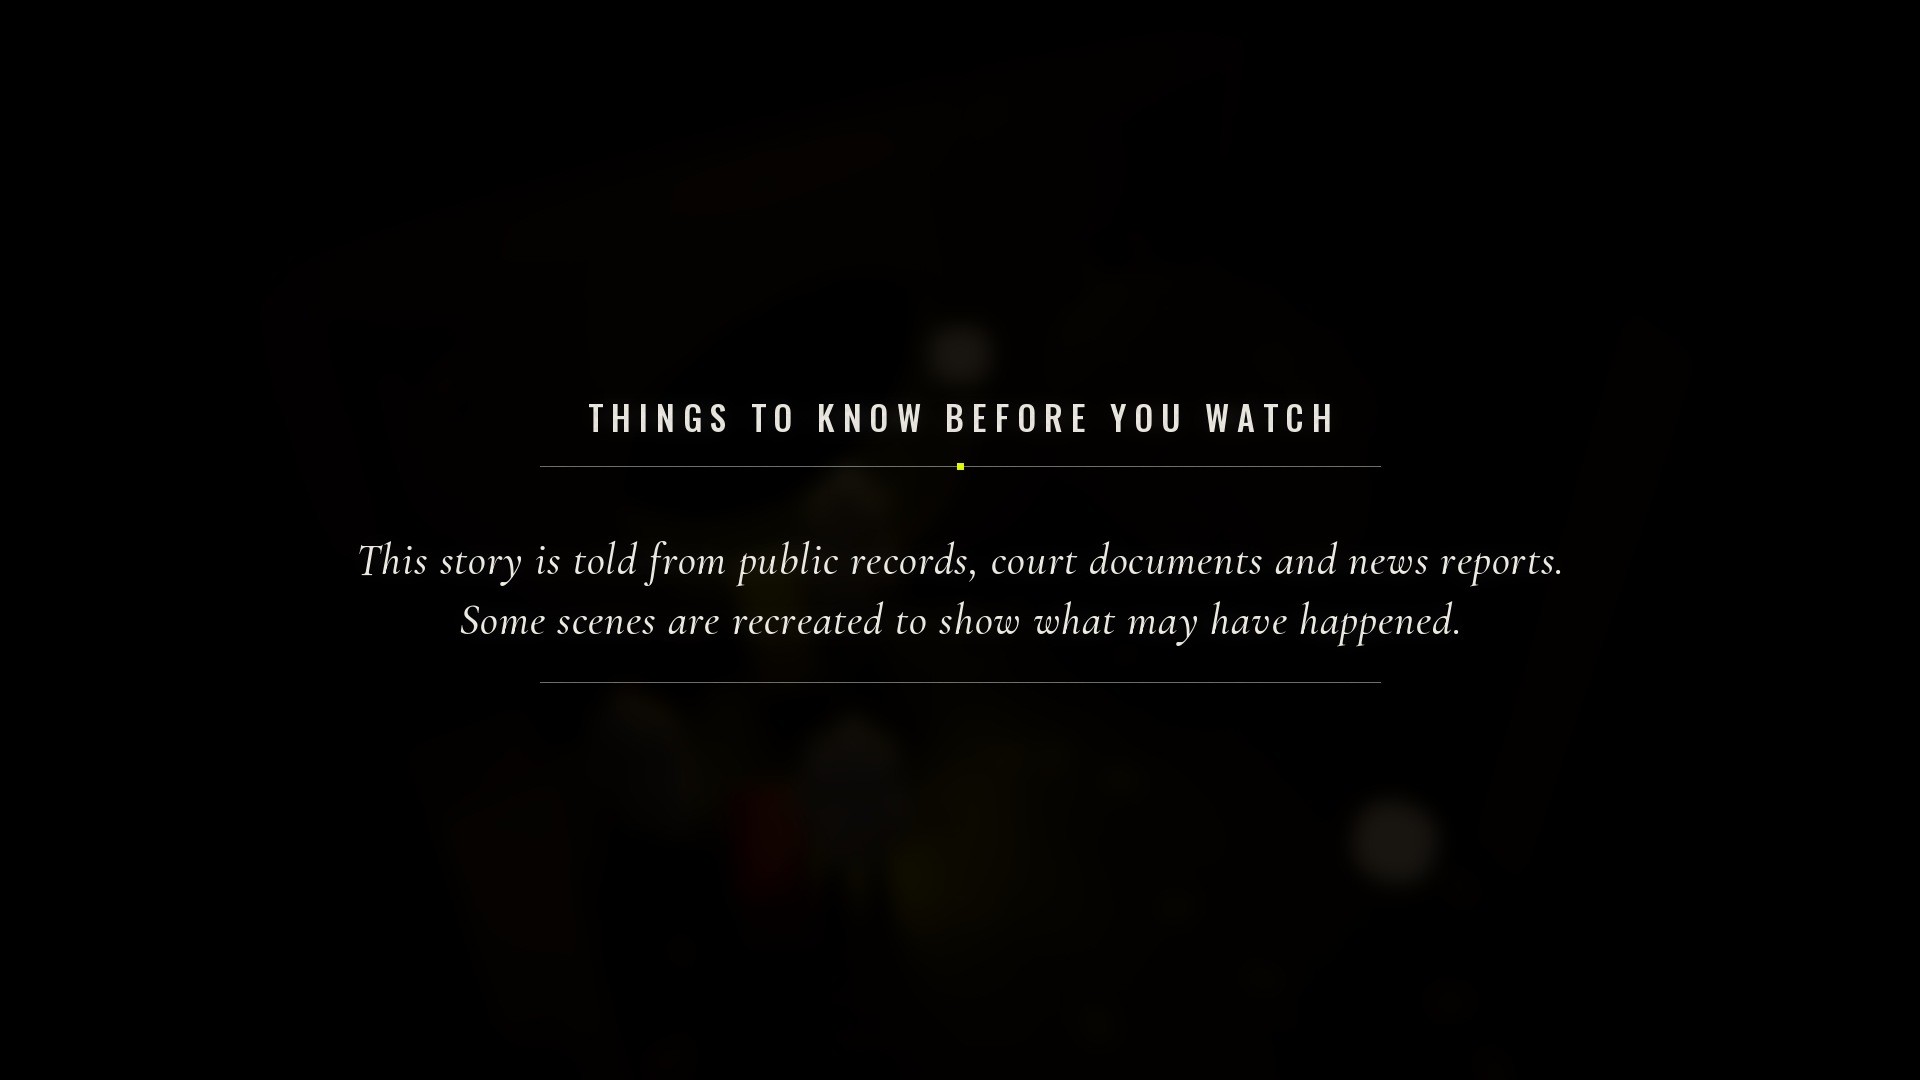 THINGS TO KNOW BEFORE YOU WATCH
This story is told from public records, court documents and news reports.
Some scenes are recreated to show what may have happened.